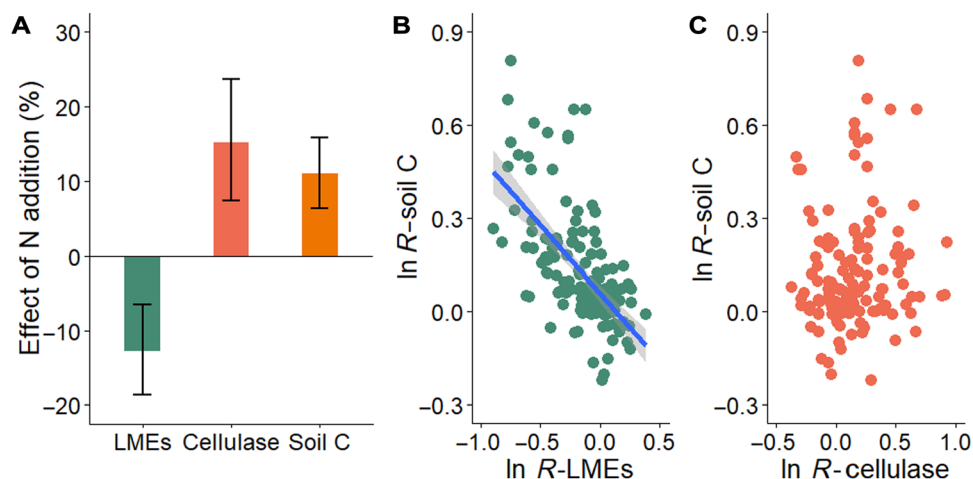 A
Effect of N addition (%)
30
20
10
0
−10
−20
LMEs Cellulase Soil C
B
ln R-soil C
0.9
0.6
0.3
0.0
−0.3
−1.0 −0.5 0.0 0.5
ln R-LMEs
C
ln R-soil C
0.9
0.6
0.3
0.0
−0.3
−0.5 0.0 0.5 1.0
ln R-cellulase